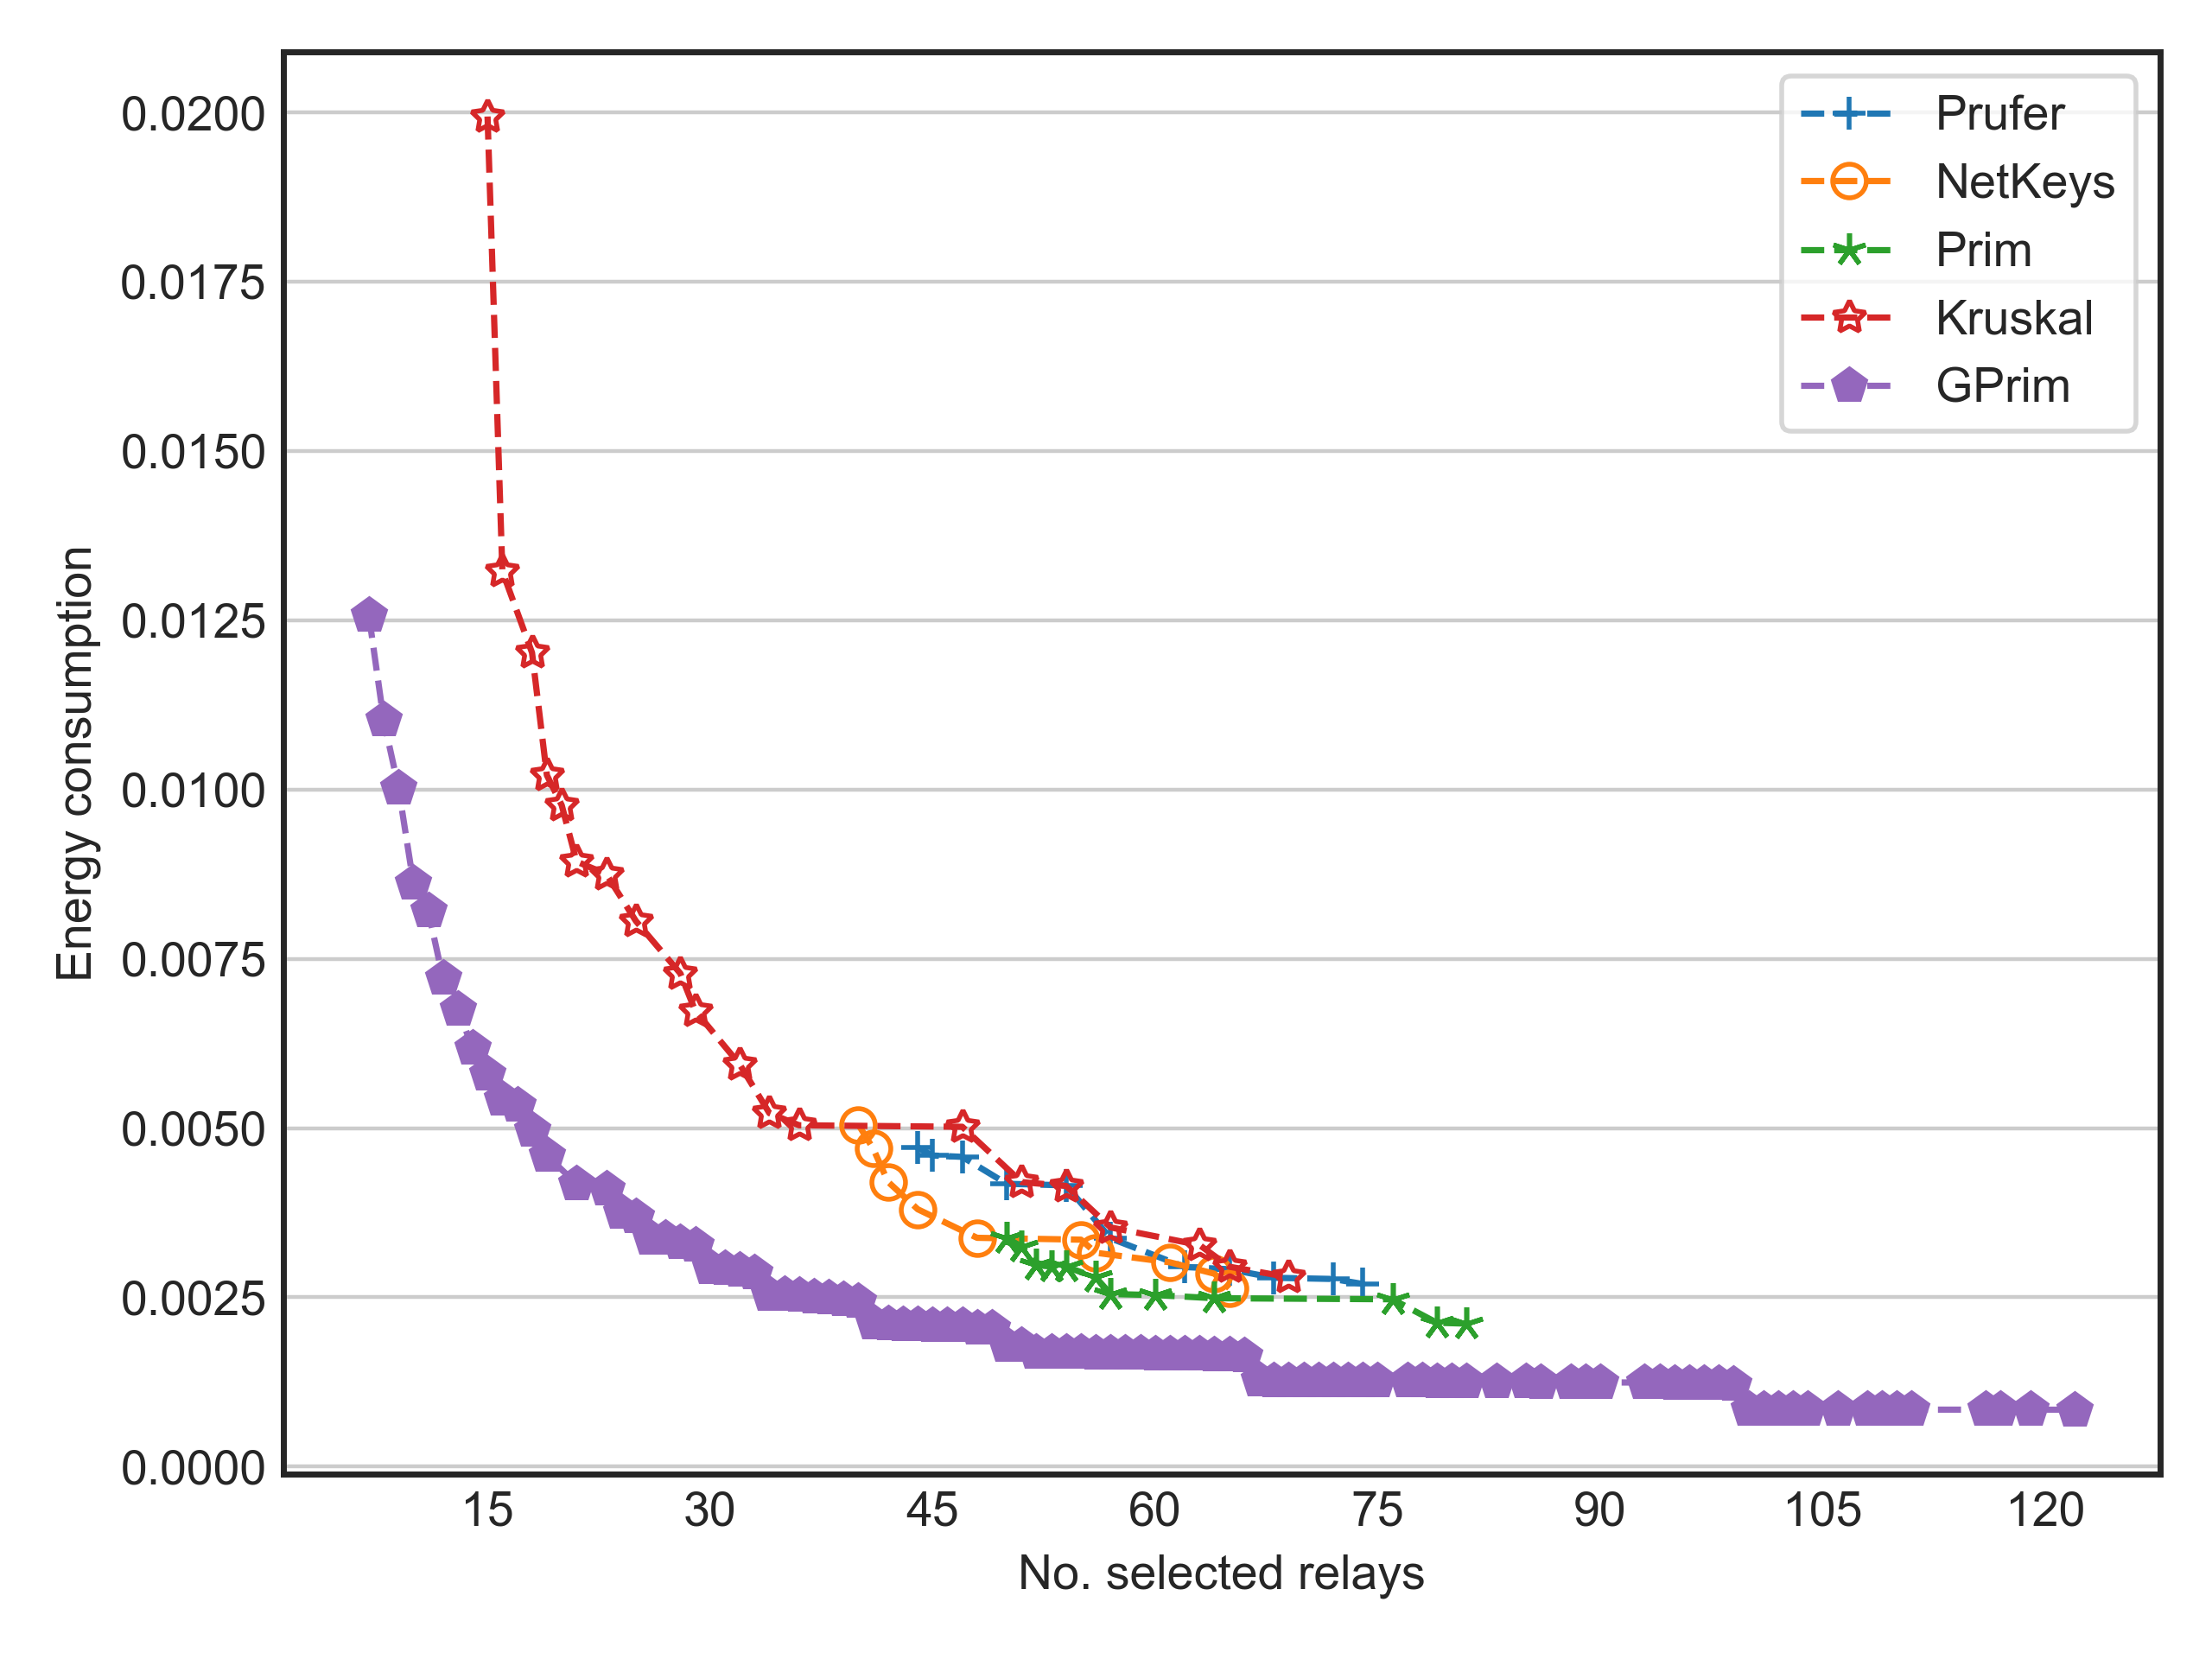 0.0200
0.0175
0.0150
0.0125
0.0100
0.0075
0.0050
0.0025
0.0000
Energy consumption
15 30 45 60 75 90 105 120
No. selected relays
Prufer
NetKeys
Prim
Kruskal
GPrim